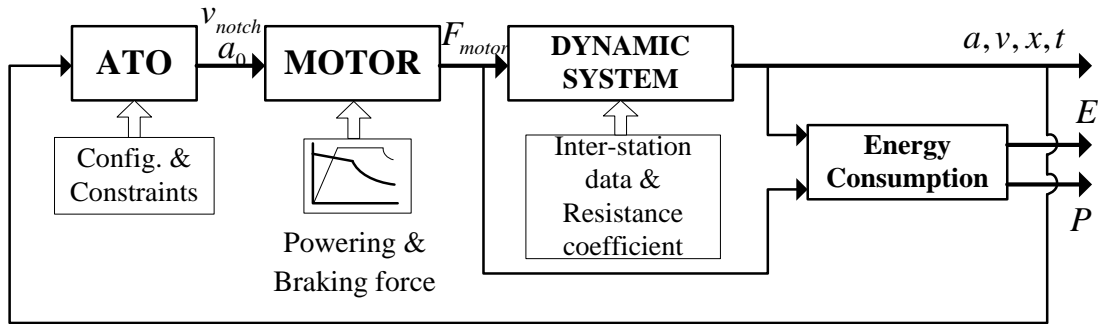 v_notch
a_0
ATO
MOTOR
F_motor
DYNAMIC
SYSTEM
a, v, x, t
E
P
Energy
Consumption
Config. &
Constraints
Powering &
Braking force
Inter-station
data &
Resistance
coefficient